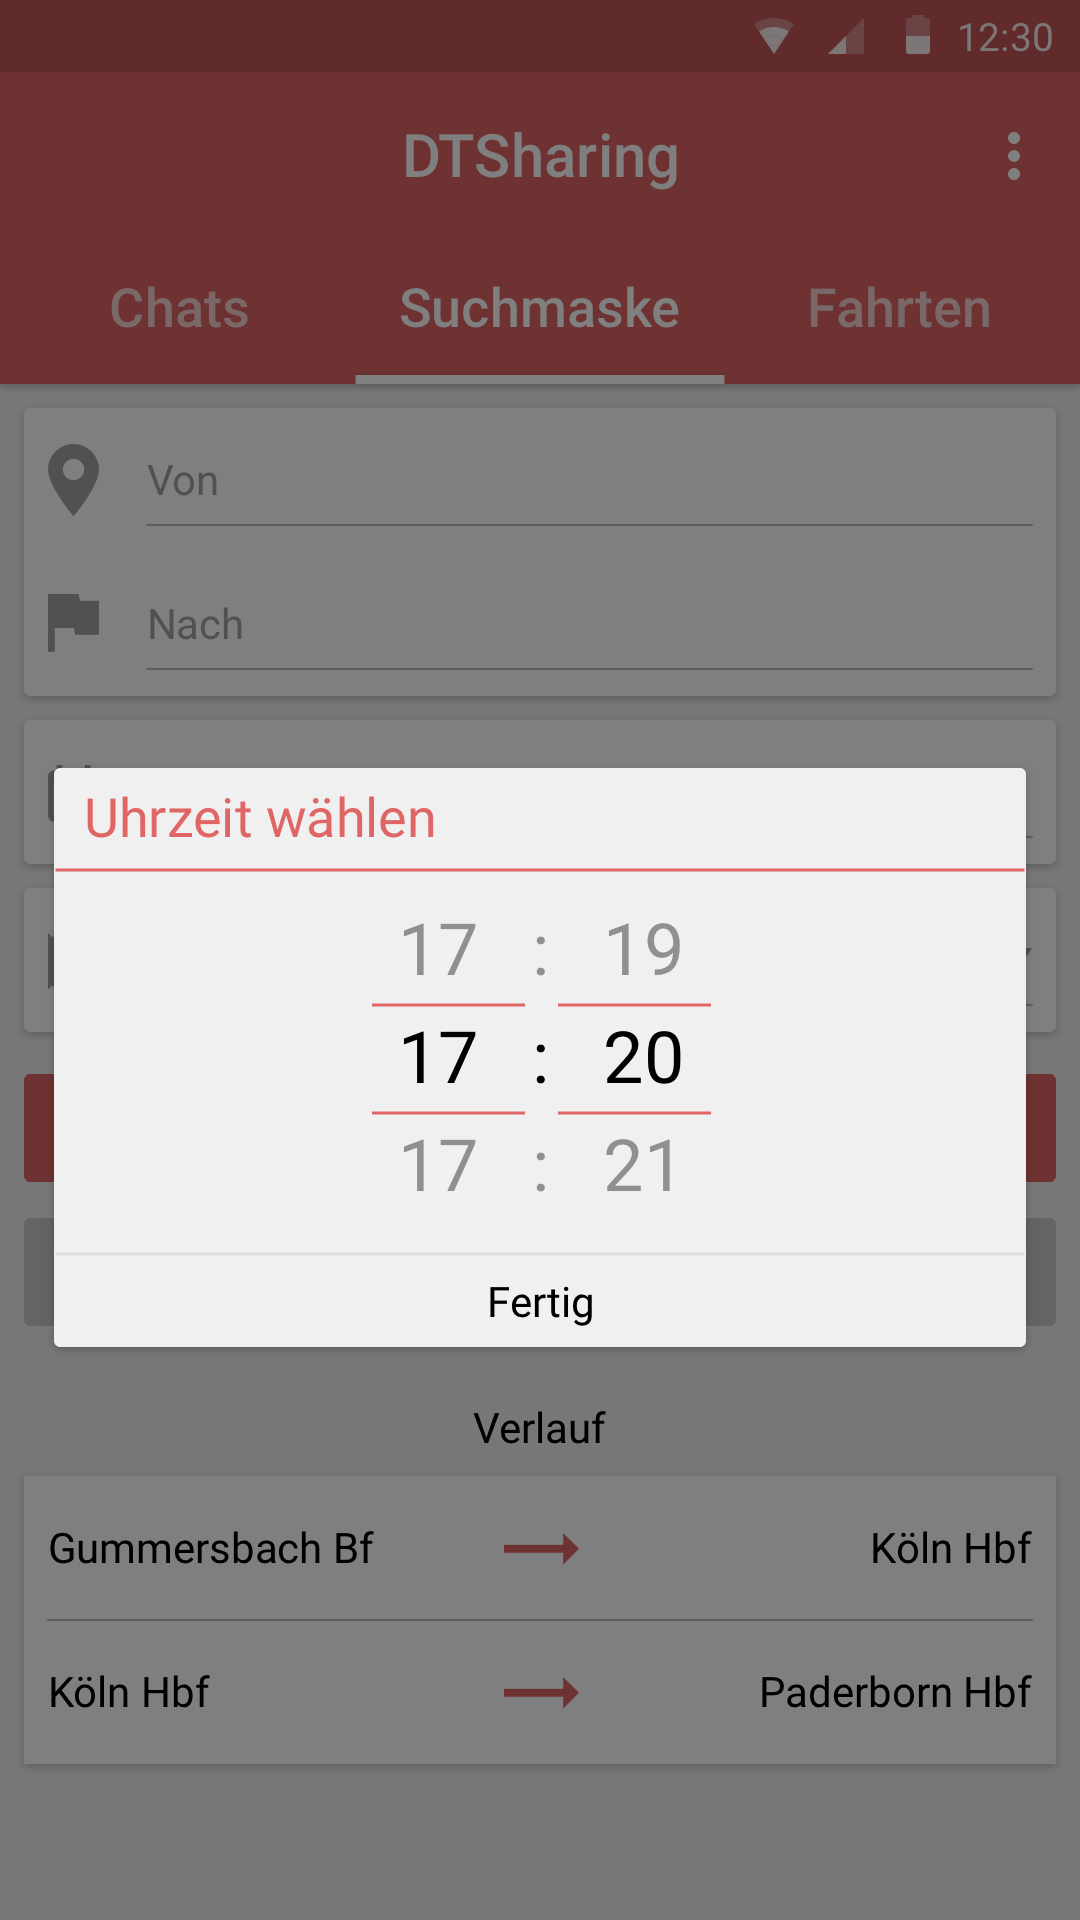 12:30
DTSharing
Chats Suchmaske Fahrten
Von
Nach
Uhrzeit wählen
17 : 19
17 : 20
17 : 21
Fertig
Verlauf
Gummersbach Bf Köln Hbf
Köln Hbf Paderborn Hbf